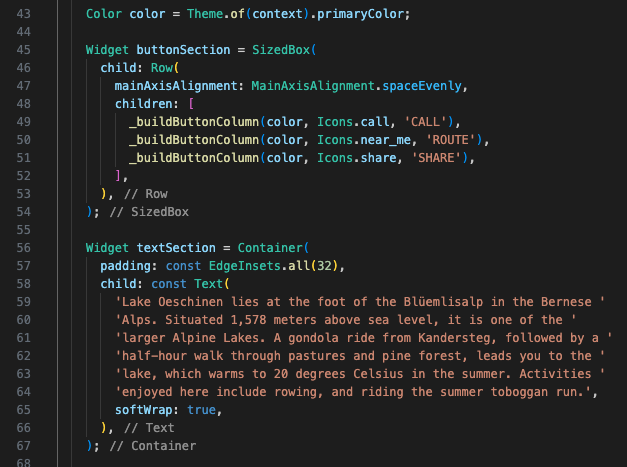 43 Color color = Theme.of(context).primaryColor;
44
45 Widget buttonSection = SizedBox(
46 child: Row(
47 mainAxisAlignment: MainAxisAlignment.spaceEvenly,
48 children: [
49 _buildButtonColumn(color, Icons.call, 'CALL'),
50 _buildButtonColumn(color, Icons.near_me, 'ROUTE'),
51 _buildButtonColumn(color, Icons.share, 'SHARE'),
52 ],
53 ), // Row
54 ); // SizedBox
55
56 Widget textSection = Container(
57 padding: const EdgeInsets.all(32),
58 child: const Text(
59 'Lake Oeschinen lies at the foot of the Blüemlisalp in the Bernese '
60 'Alps. Situated 1,578 meters above sea level, it is one of the '
61 'larger Alpine Lakes. A gondola ride from Kandersteg, followed by a '
62 'half-hour walk through pastures and pine forest, leads you to the '
63 'lake, which warms to 20 degrees Celsius in the summer. Activities '
64 'enjoyed here include rowing, and riding the summer toboggan run.',
65 softWrap: true,
66 ), // Text
67 ); // Container
68